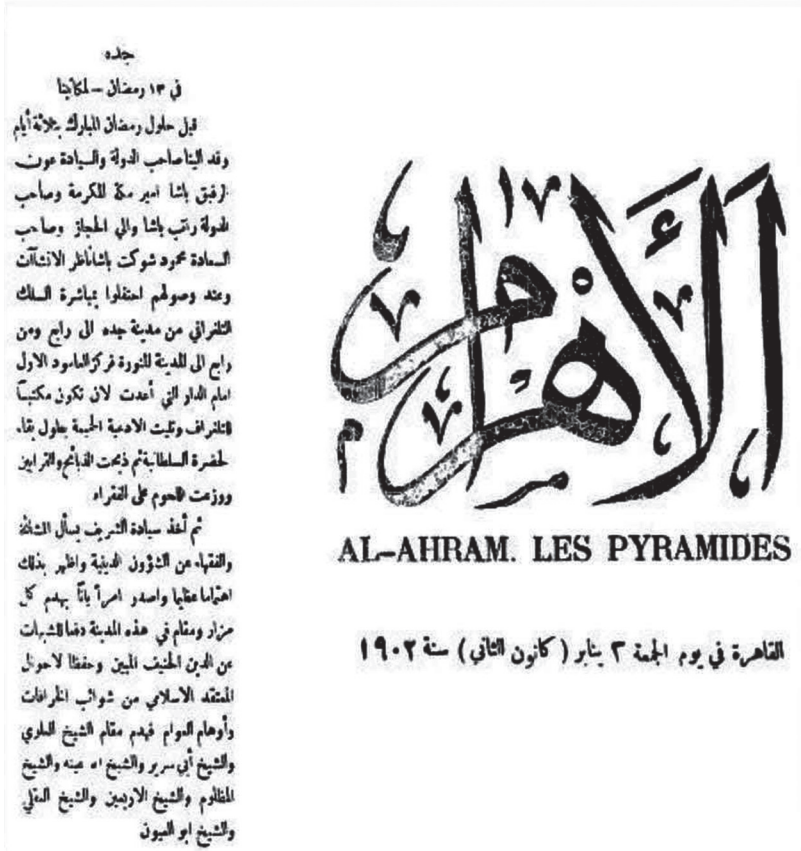 الأهرام
AL-AHRAM. LES PYRAMIDES
القاهرة في يوم الجمعة ٣ يناير (كانون الثاني) سنة ١٩٠٢
جده
في ١٣ رمضان – لمكاتبنا
قبل حلول رمضان المبارك بثلاثة أيام
وفد الينا صاحب الدولة والسيادة عون
الرفيق باشا امير مكة المكرمة وصاحب
الدولة راتب باشا والي الحجاز وصاحب
السعادة محمود شوكت باشا ناظر الانشاآت
وعند وصولهم احتفلوا بمباشرة السلك
التلغرافي من مدينة جده الى رابغ ومن
رابغ الى المدينة المنورة فركز العامود الاول
امام الدار التي أعدت لان تكون مكتباً
للتلغراف وتليت الادعية الخيرية بطول بقاء
الحضرة السلطانية ثم ذبحت الذبائح والقرابين
ووزعت اللحوم على الفقراء
ثم أخذ سيادة الشريف يسأل المشائخ
والفقهاء عن الشؤون الدينية واظهر بذلك
اهتماما عظيما واصدر امراً باتاً بهدم كل
مزار ومقام في هذه المدينة دفعا للشبهات
عن الدين الحنيف المبين وحفظا لاحوال
المعتقد الاسلامي من شوائب الخرافات
وأوهام العوام فهدم مقام الشيخ العلوي
والشيخ أبي سرير والشيخ عينه والشيخ
المظلوم والشيخ الاربعين والشيخ
والشيخ ابو العيون